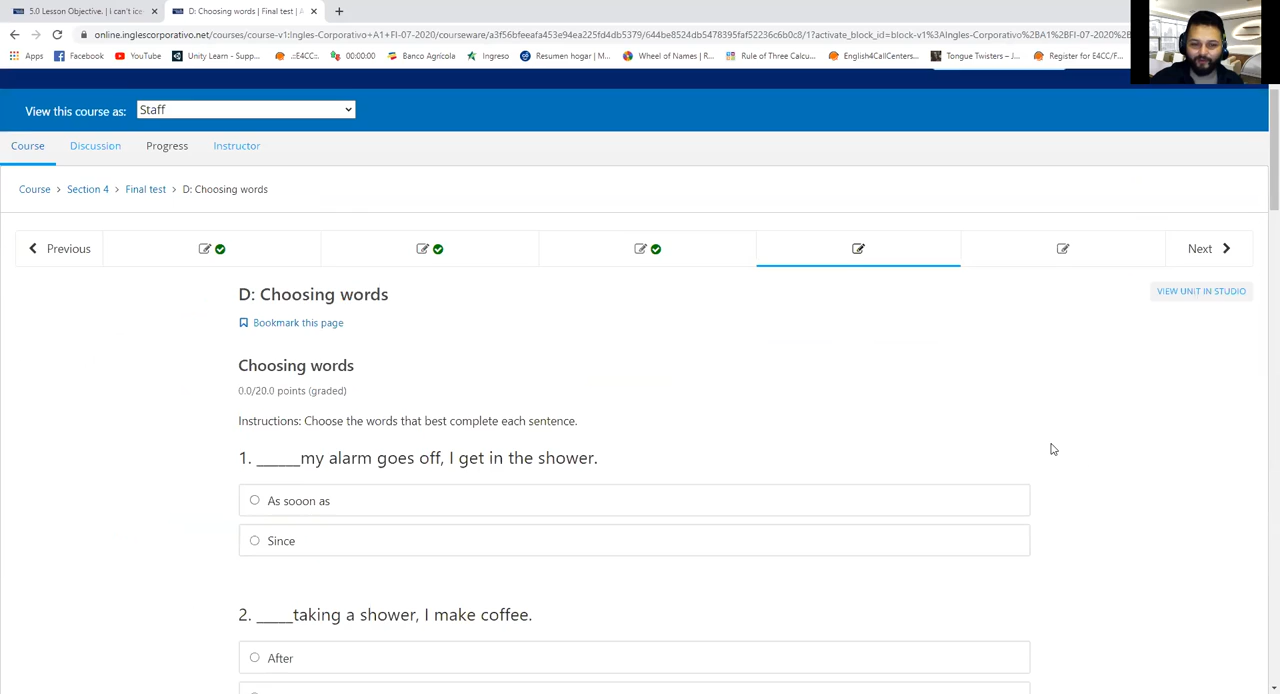 5.0 Lesson Objective. | I can't ice
D: Choosing words | Final test | A
online.inglescorporativo.net/courses/course-v1:Ingles-Corporativo+A1+FI-07-2020/courseware/a3f56bfeefa453e94ea225fd4db5379/644be8524db5478395faf52236c6b0c8/1?activate_block_id=block-v1%3AIngles-Corporativo%2BA1%2BFI-07-2020%2B
Apps Facebook YouTube Unity Learn - Supp... .:E4CC:. 00:00:00 Banco Agrícola Ingreso Resumen hogar | M... Wheel of Names | R... Rule of Three Calcu... English4CallCenters... Tongue Twisters – J... Register for E4CC/F...
View this course as: Staff
Course Discussion Progress Instructor
Course > Section 4 > Final test > D: Choosing words
Previous Next
D: Choosing words
VIEW UNIT IN STUDIO
Bookmark this page
Choosing words
0.0/20.0 points (graded)
Instructions: Choose the words that best complete each sentence.
1. ______my alarm goes off, I get in the shower.
As sooon as
Since
2. _____taking a shower, I make coffee.
After